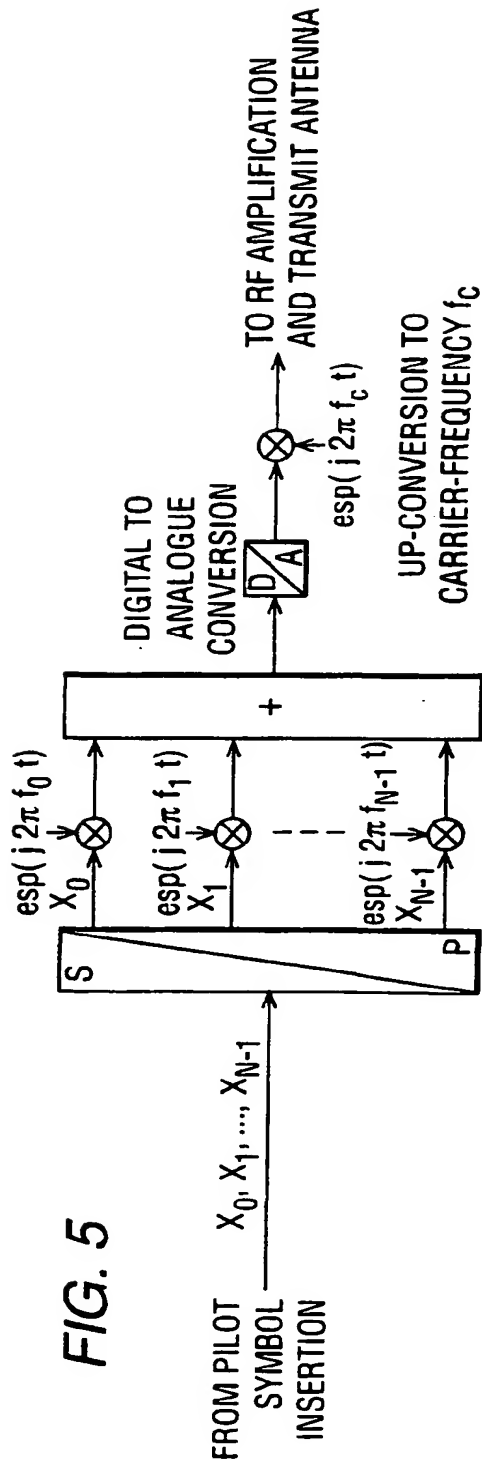 FIG. 5
FROM PILOT
SYMBOL
INSERTION
X0, X1, ..., XN-1
S
P
esp( j 2π f0 t)
X0
esp( j 2π f1 t)
X1
esp( j 2π fN-1 t)
XN-1
+
DIGITAL TO
ANALOGUE
CONVERSION
D
A
esp( j 2π fc t)
TO RF AMPLIFICATION
AND TRANSMIT ANTENNA
UP-CONVERSION TO
CARRIER-FREQUENCY fc